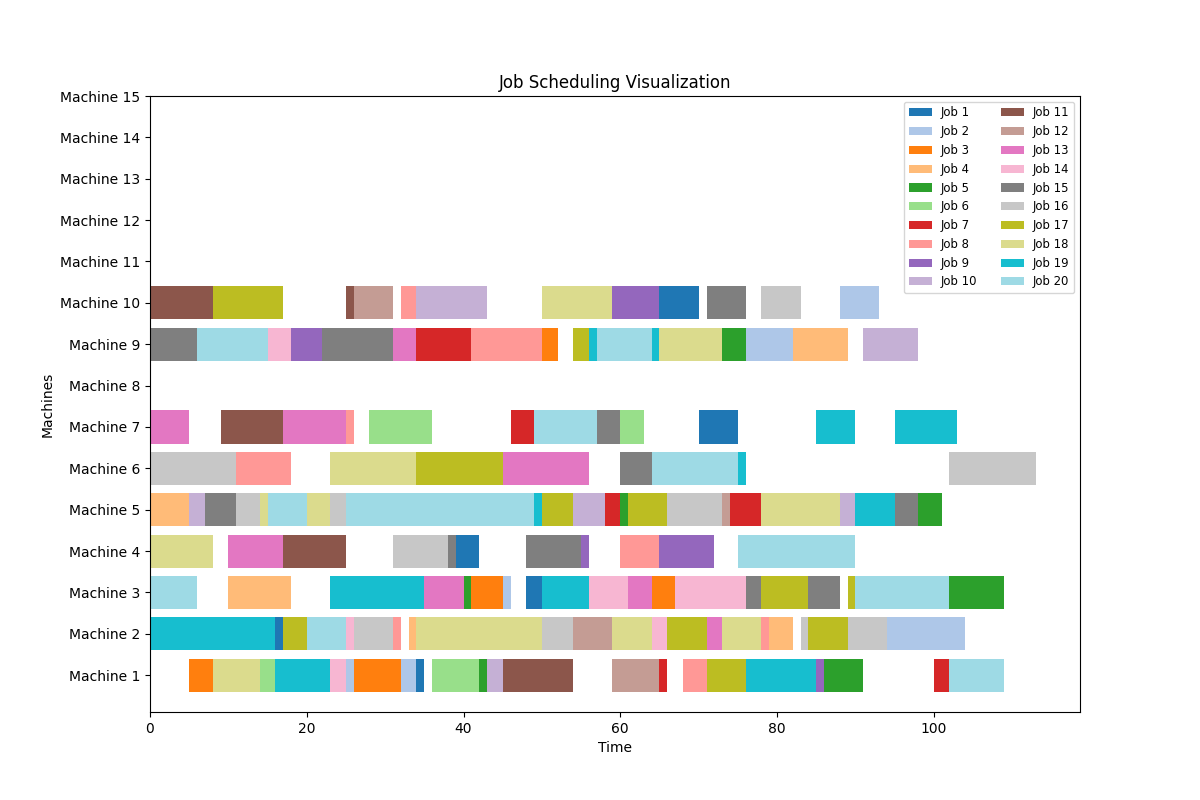 Job Scheduling Visualization
Machine 15
Machine 14
Machine 13
Machine 12
Machine 11
Machine 10
Machine 9
Machine 8
Machine 7
Machine 6
Machine 5
Machine 4
Machine 3
Machine 2
Machine 1
Machines
0 20 40 60 80 100
Time
Job 1
Job 2
Job 3
Job 4
Job 5
Job 6
Job 7
Job 8
Job 9
Job 10
Job 11
Job 12
Job 13
Job 14
Job 15
Job 16
Job 17
Job 18
Job 19
Job 20